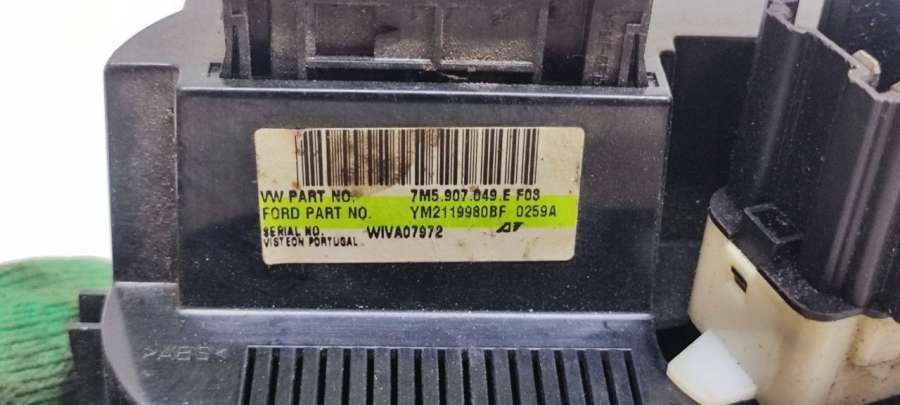 VW PART NO. 7M5.907.049.E F03
FORD PART NO. YM2119980BF 0259A
SERIAL NO. WIVA07972
VISTEON PORTUGAL
>ABS<